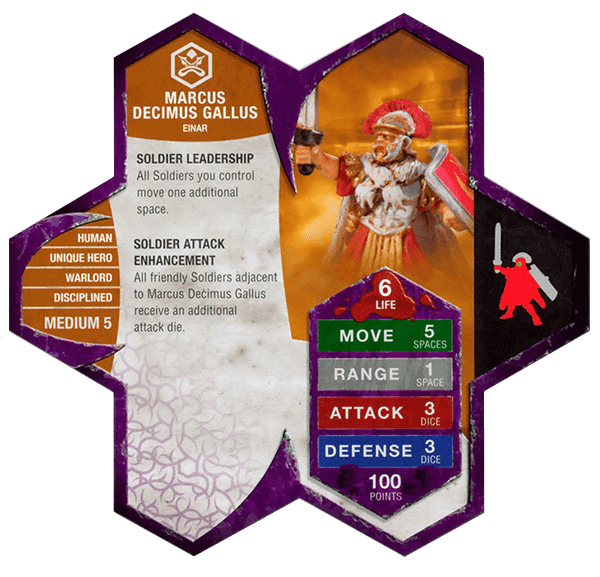 MARCUS
DECIMUS GALLUS
EINAR
SOLDIER LEADERSHIP
All Soldiers you control
move one additional
space.
SOLDIER ATTACK
ENHANCEMENT
All friendly Soldiers adjacent
to Marcus Decimus Gallus
receive an additional
attack die.
HUMAN
UNIQUE HERO
WARLORD
DISCIPLINED
MEDIUM 5
6
LIFE
MOVE 5
SPACES
RANGE 1
SPACE
ATTACK 3
DICE
DEFENSE 3
DICE
100
POINTS